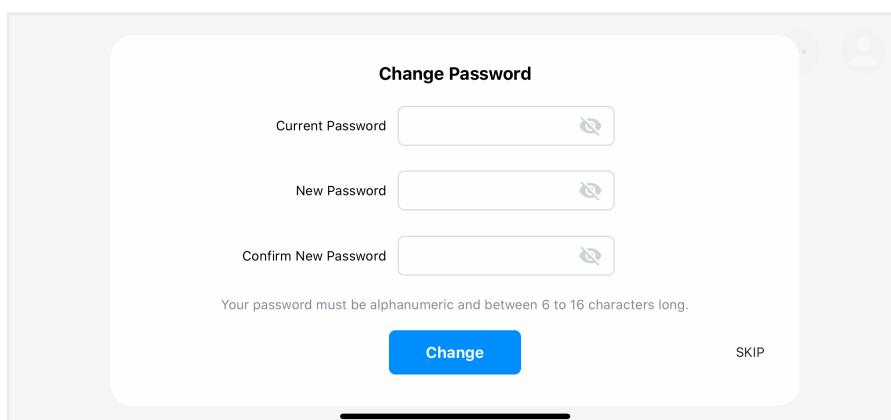 Change Password
Current Password
New Password
Confirm New Password
Your password must be alphanumeric and between 6 to 16 characters long.
Change
SKIP